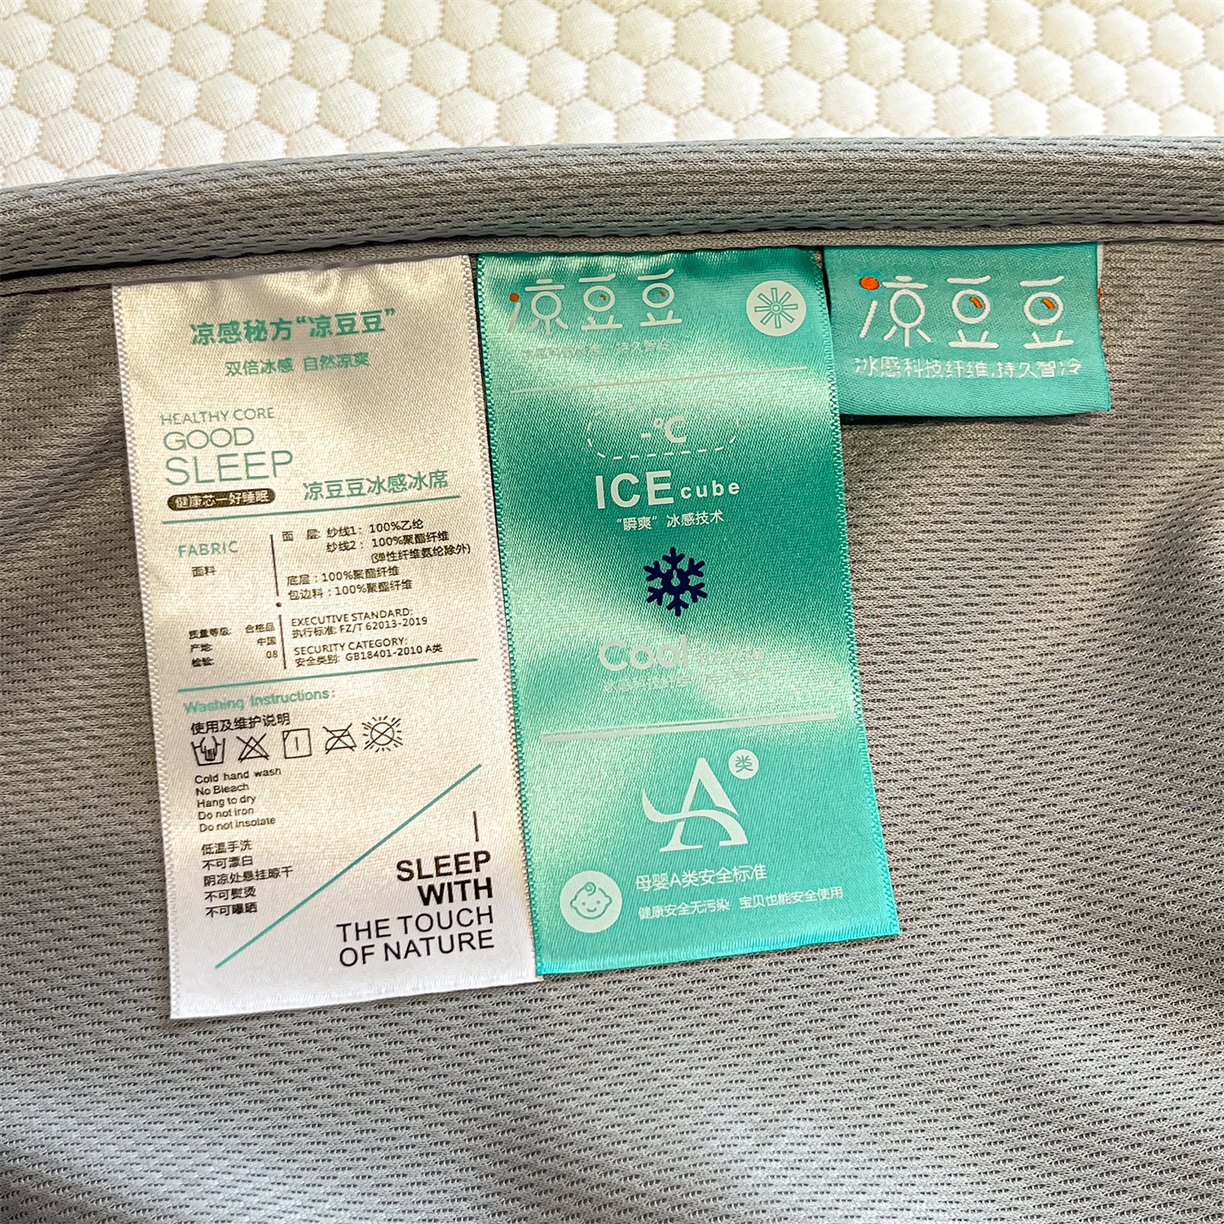 凉感秘方“凉豆豆”
双倍冰感 自然凉爽
HEALTHY CORE
GOOD
SLEEP
健康芯—好睡眠
凉豆豆冰感冰席
FABRIC
面料
面 层: 纱线1: 100%乙纶
纱线2: 100%聚酯纤维
(弹性纤维氨纶除外)
底层：100%聚酯纤维
包边料：100%聚酯纤维
质量等级: 合格品
产地: 中国
检验: 08
EXECUTIVE STANDARD:
执行标准: FZ/T 62013-2019
SECURITY CATEGORY:
安全类别: GB18401-2010 A类
Washing Instructions:
使用及维护说明
Cold hand wash
No Bleach
Hang to dry
Do not iron
Do not insolate
低温手洗
不可漂白
阴凉处悬挂晾干
不可熨烫
不可曝晒
SLEEP
WITH
THE TOUCH
OF NATURE
凉豆豆
-℃
ICE cube
“瞬爽”冰感技术
Cool
A类
母婴A类安全标准
健康安全无污染 宝贝也能安全使用
凉豆豆
冰感科技纤维,持久智冷